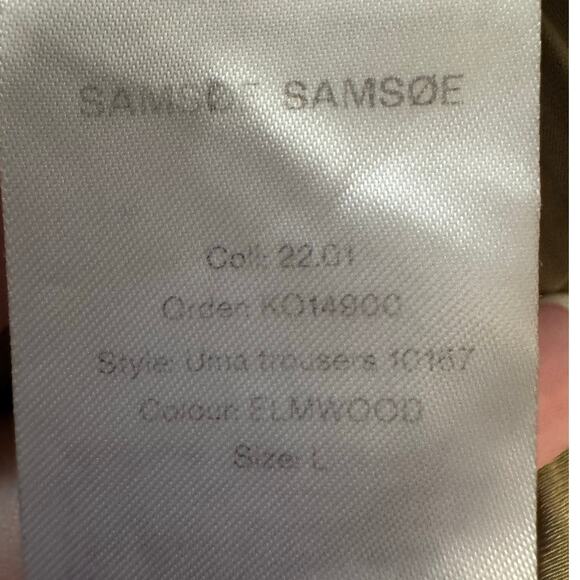 SAMSØE SAMSØE
Coll: 22.01
Order: KO14900
Style: Uma trousers 10167
Colour: ELMWOOD
Size: L